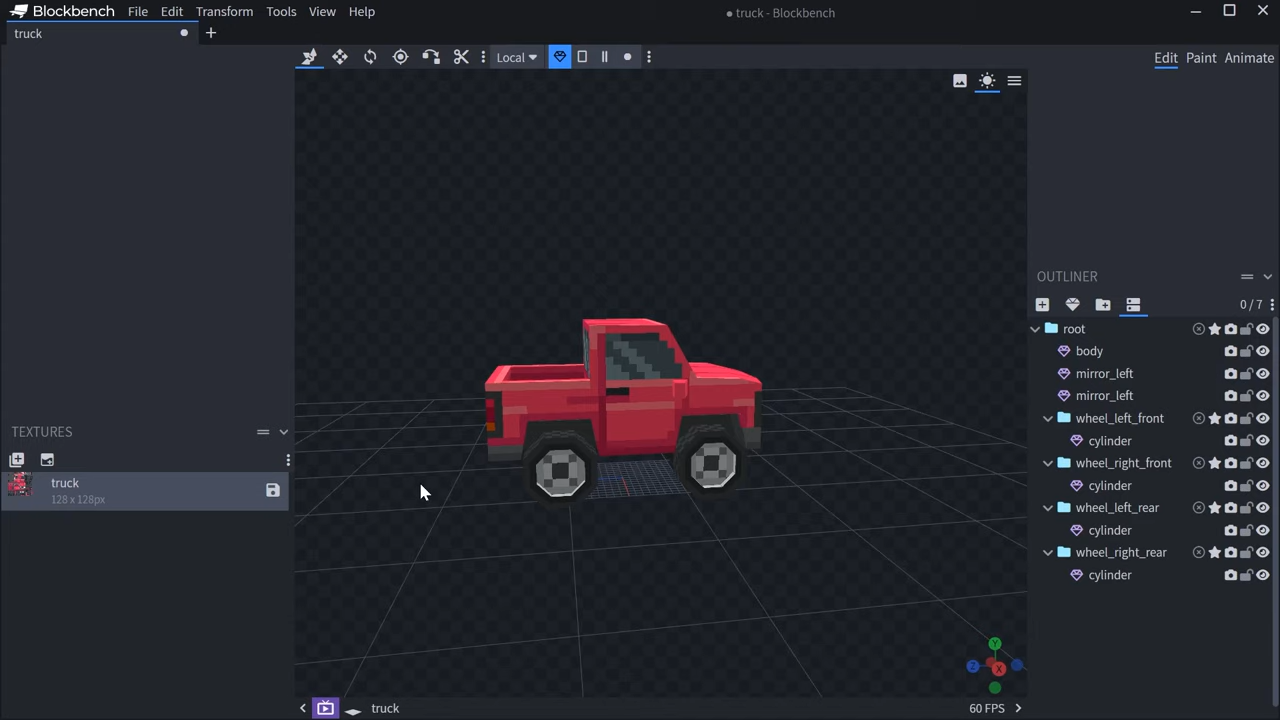 Blockbench File Edit Transform Tools View Help
truck - Blockbench
truck
Local
Edit Paint Animate
OUTLINER
0/7
root
body
mirror_left
mirror_left
wheel_left_front
cylinder
wheel_right_front
cylinder
wheel_left_rear
cylinder
wheel_right_rear
cylinder
TEXTURES
truck
128 x 128px
Y
Z
X
truck
60 FPS